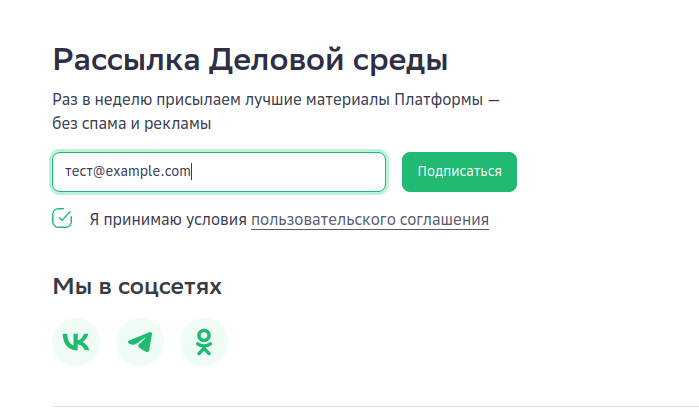 Рассылка Деловой среды
Раз в неделю присылаем лучшие материалы Платформы —
без спама и рекламы
тест@example.com
Подписаться
Я принимаю условия пользовательского соглашения
Мы в соцсетях